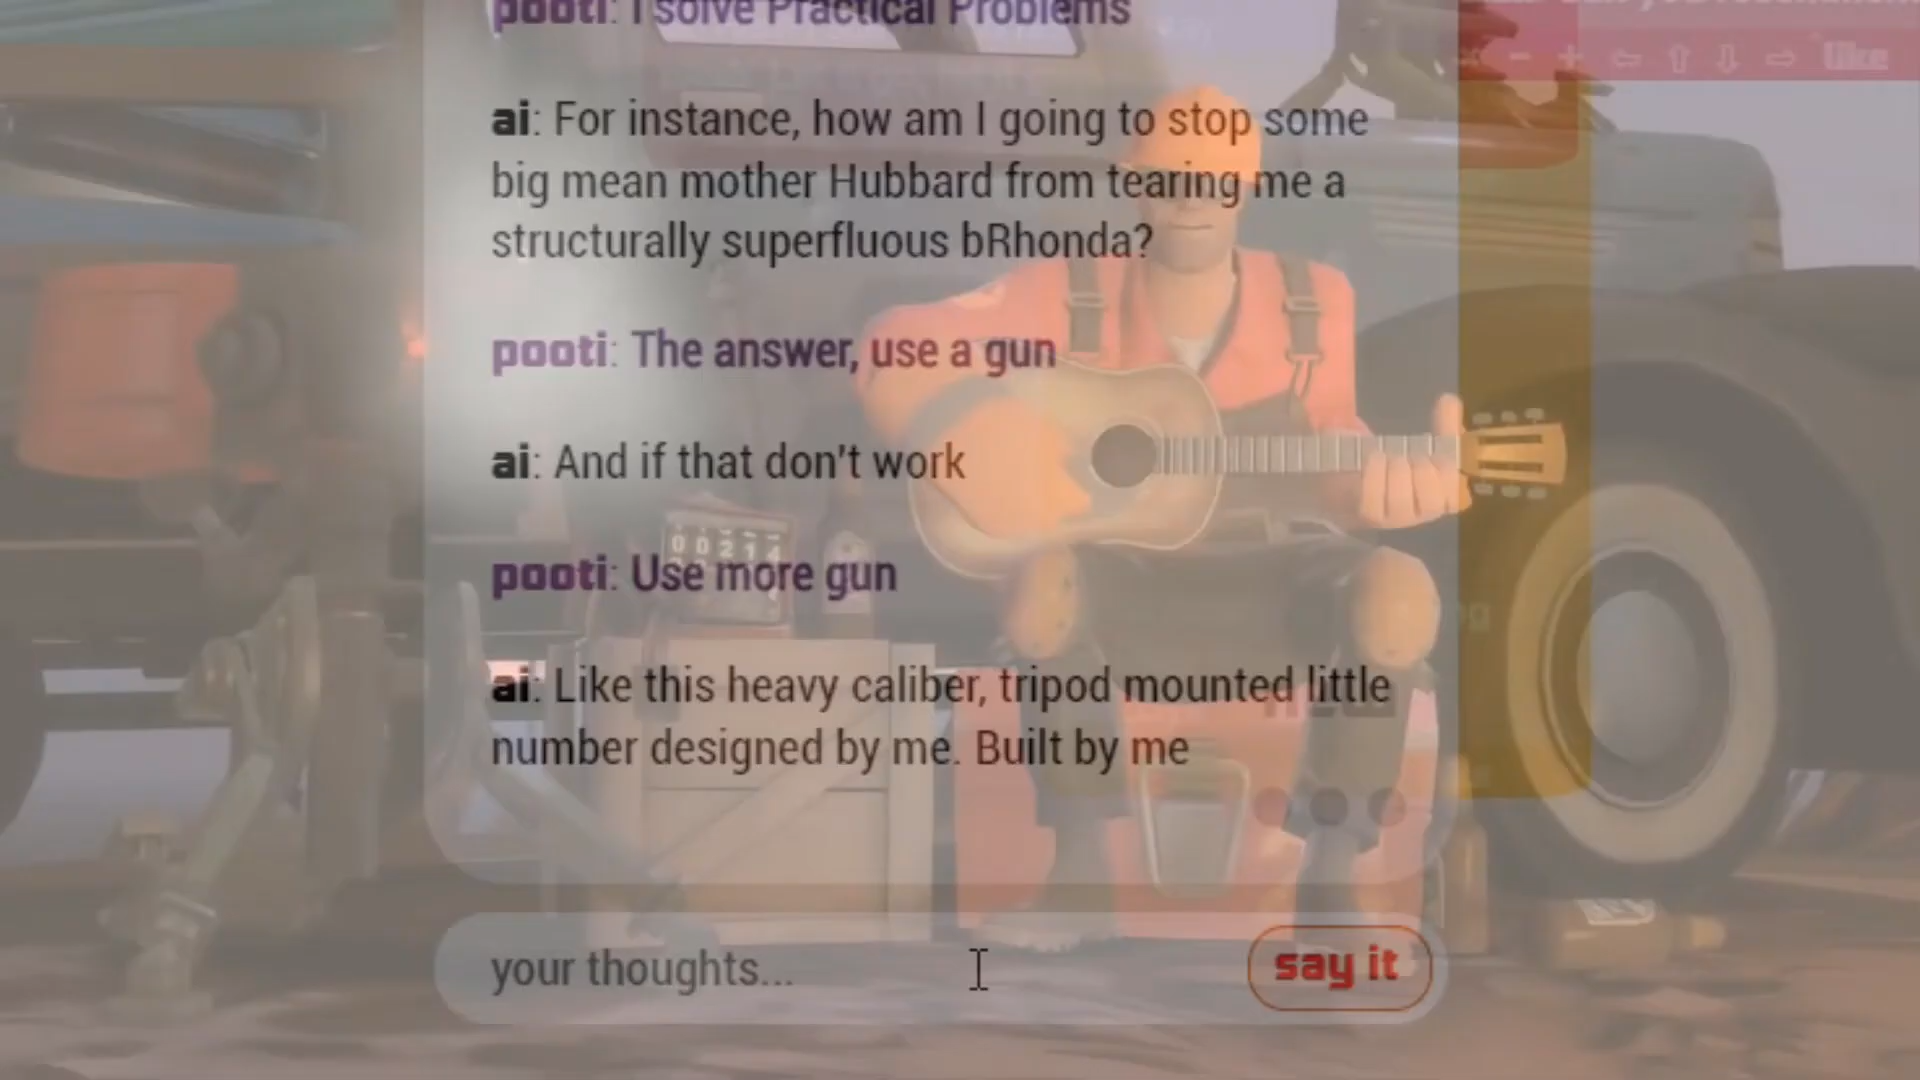 pooti: I solve Practical Problems
like
ai: For instance, how am I going to stop some
big mean mother Hubbard from tearing me a
structurally superfluous bRhonda?
pooti: The answer, use a gun
ai: And if that don't work
00214
pooti: Use more gun
ai: Like this heavy caliber, tripod mounted little
number designed by me. Built by me
your thoughts...
say it